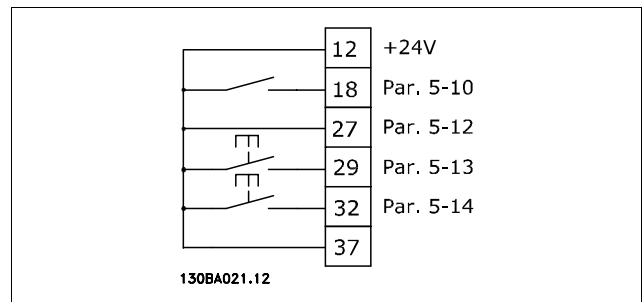 12 +24V
18 Par. 5-10
27 Par. 5-12
29 Par. 5-13
32 Par. 5-14
37
130BA021.12